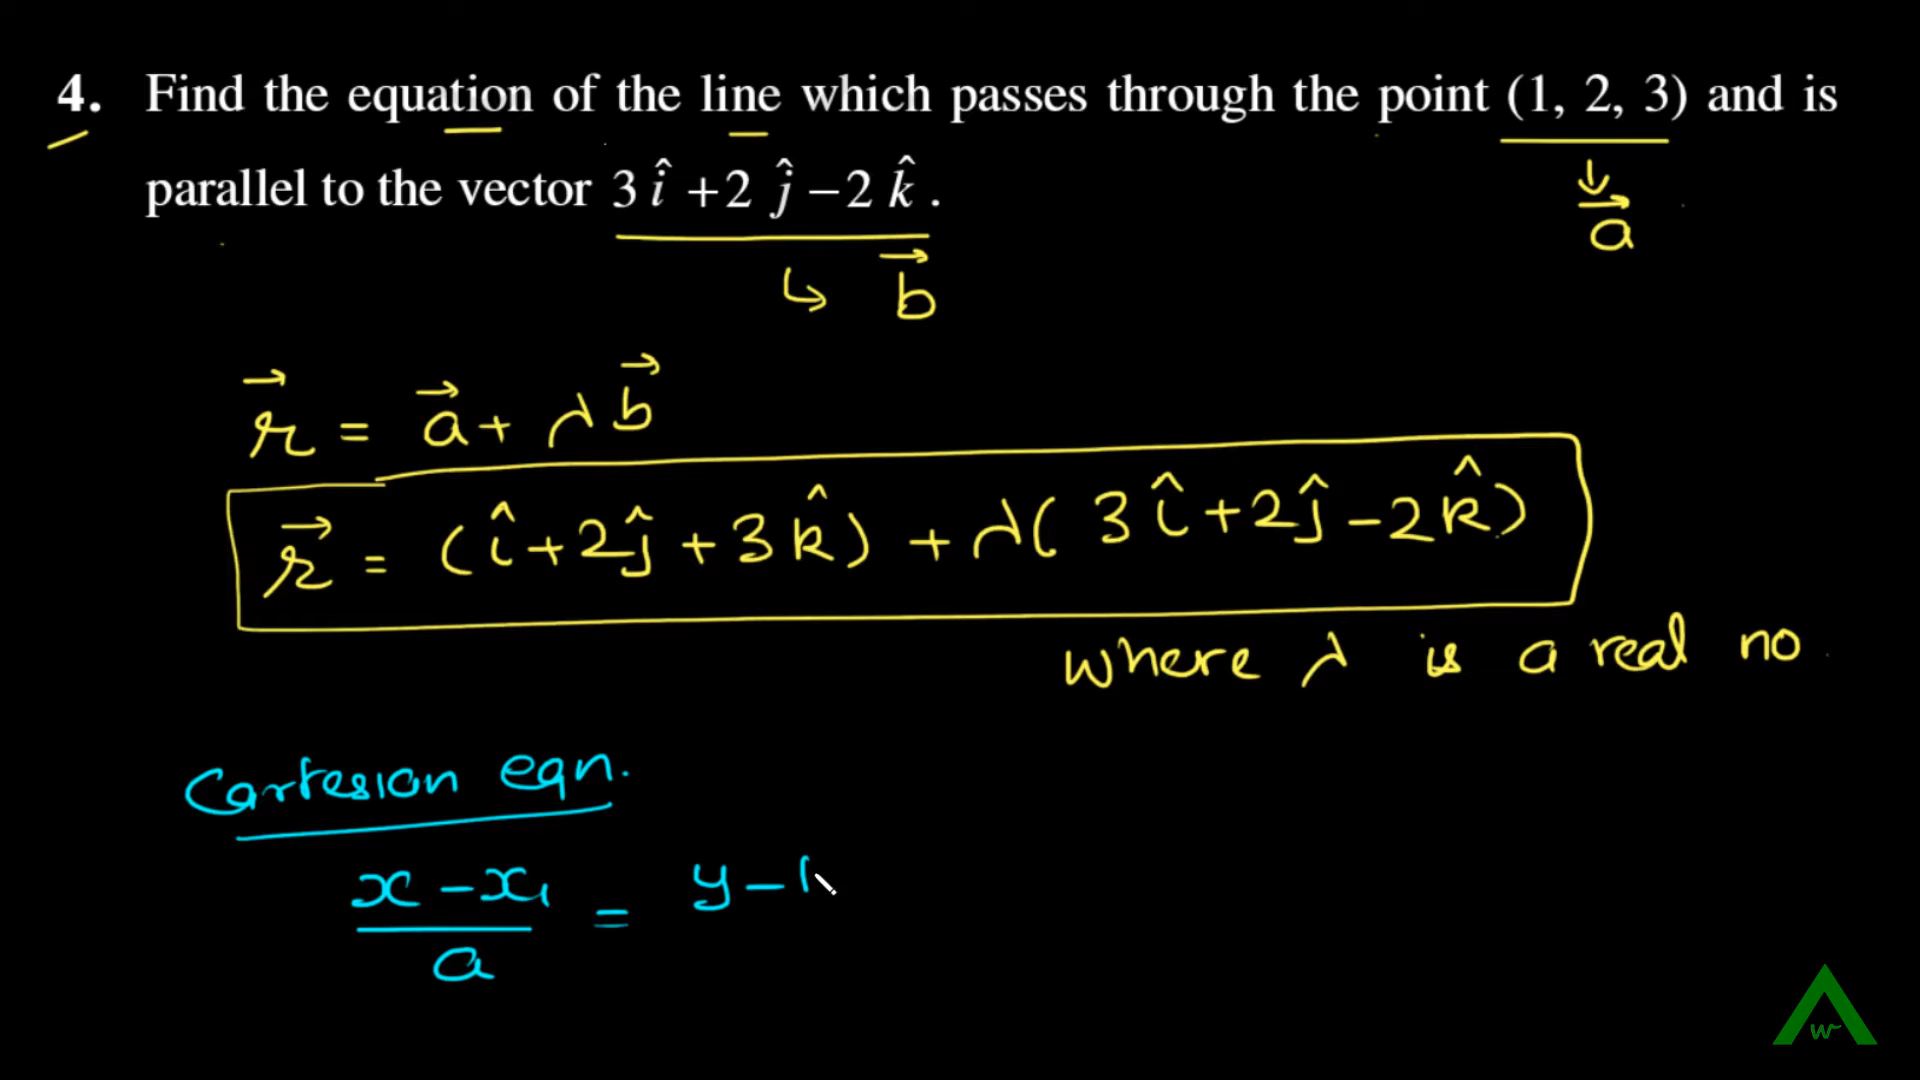 4. Find the equation of the line which passes through the point (1, 2, 3) and is
parallel to the vector 3 î +2 ĵ −2 k̂ .
↓
a⃗
↳ b⃗
r⃗ = a⃗ + λ b⃗
r⃗ = (î + 2ĵ + 3k̂) + λ( 3î + 2ĵ − 2k̂)
where λ is a real no
Cartesian eqn.
x − x₁ = y −
a
w